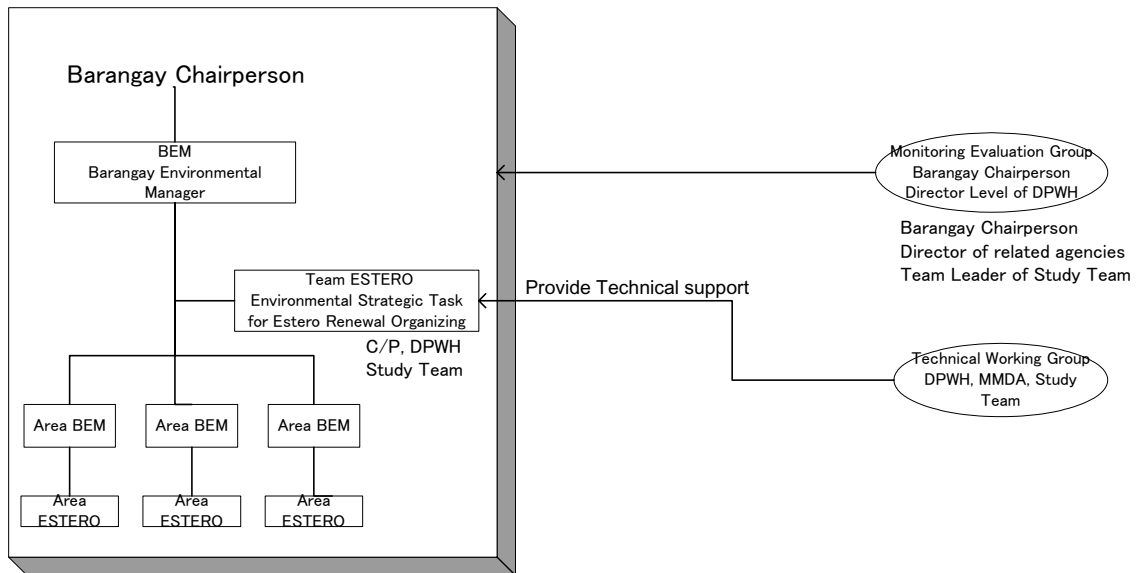 Barangay Chairperson
BEM
Barangay Environmental
Manager
Team ESTERO
Environmental Strategic Task
for Estero Renewal Organizing
C/P, DPWH
Study Team
Area BEM
Area BEM
Area BEM
Area
ESTERO
Area
ESTERO
Area
ESTERO
Monitoring Evaluation Group
Barangay Chairperson
Director Level of DPWH
Barangay Chairperson
Director of related agencies
Team Leader of Study Team
Provide Technical support
Technical Working Group
DPWH, MMDA, Study
Team